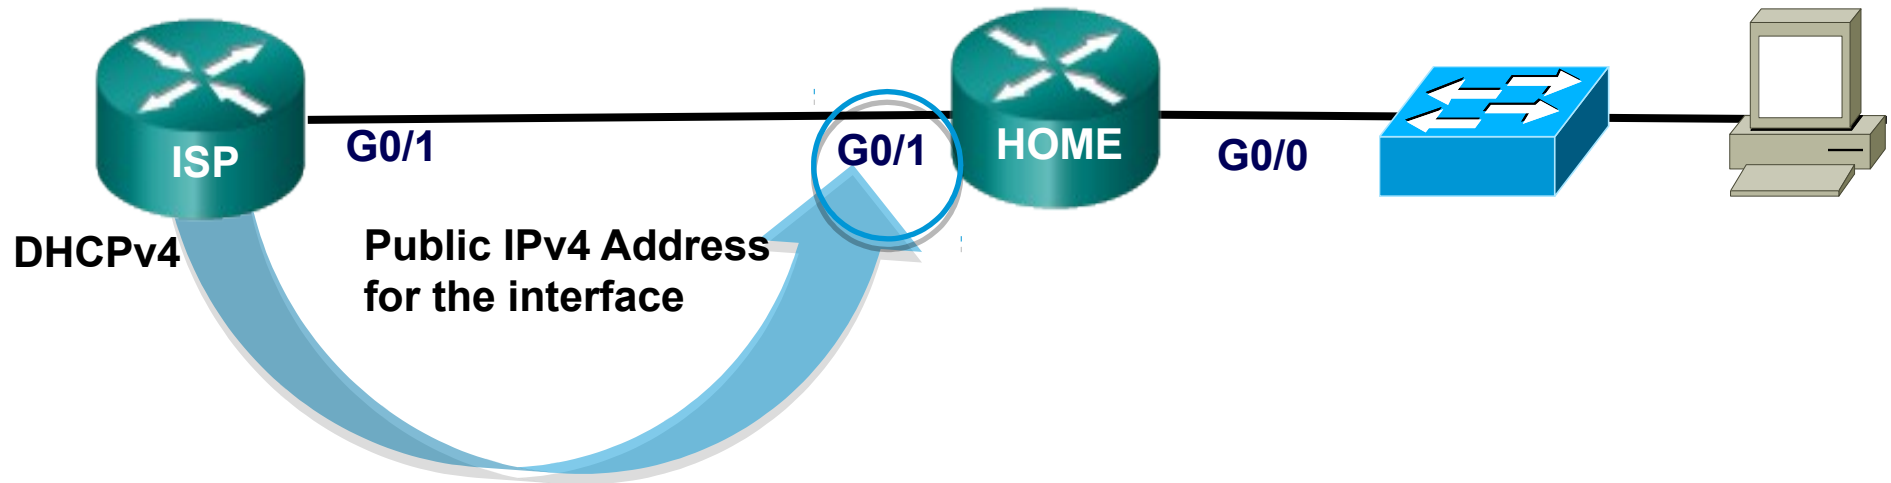 ISP
G0/1
G0/1
HOME
G0/0
DHCPv4
Public IPv4 Address
for the interface